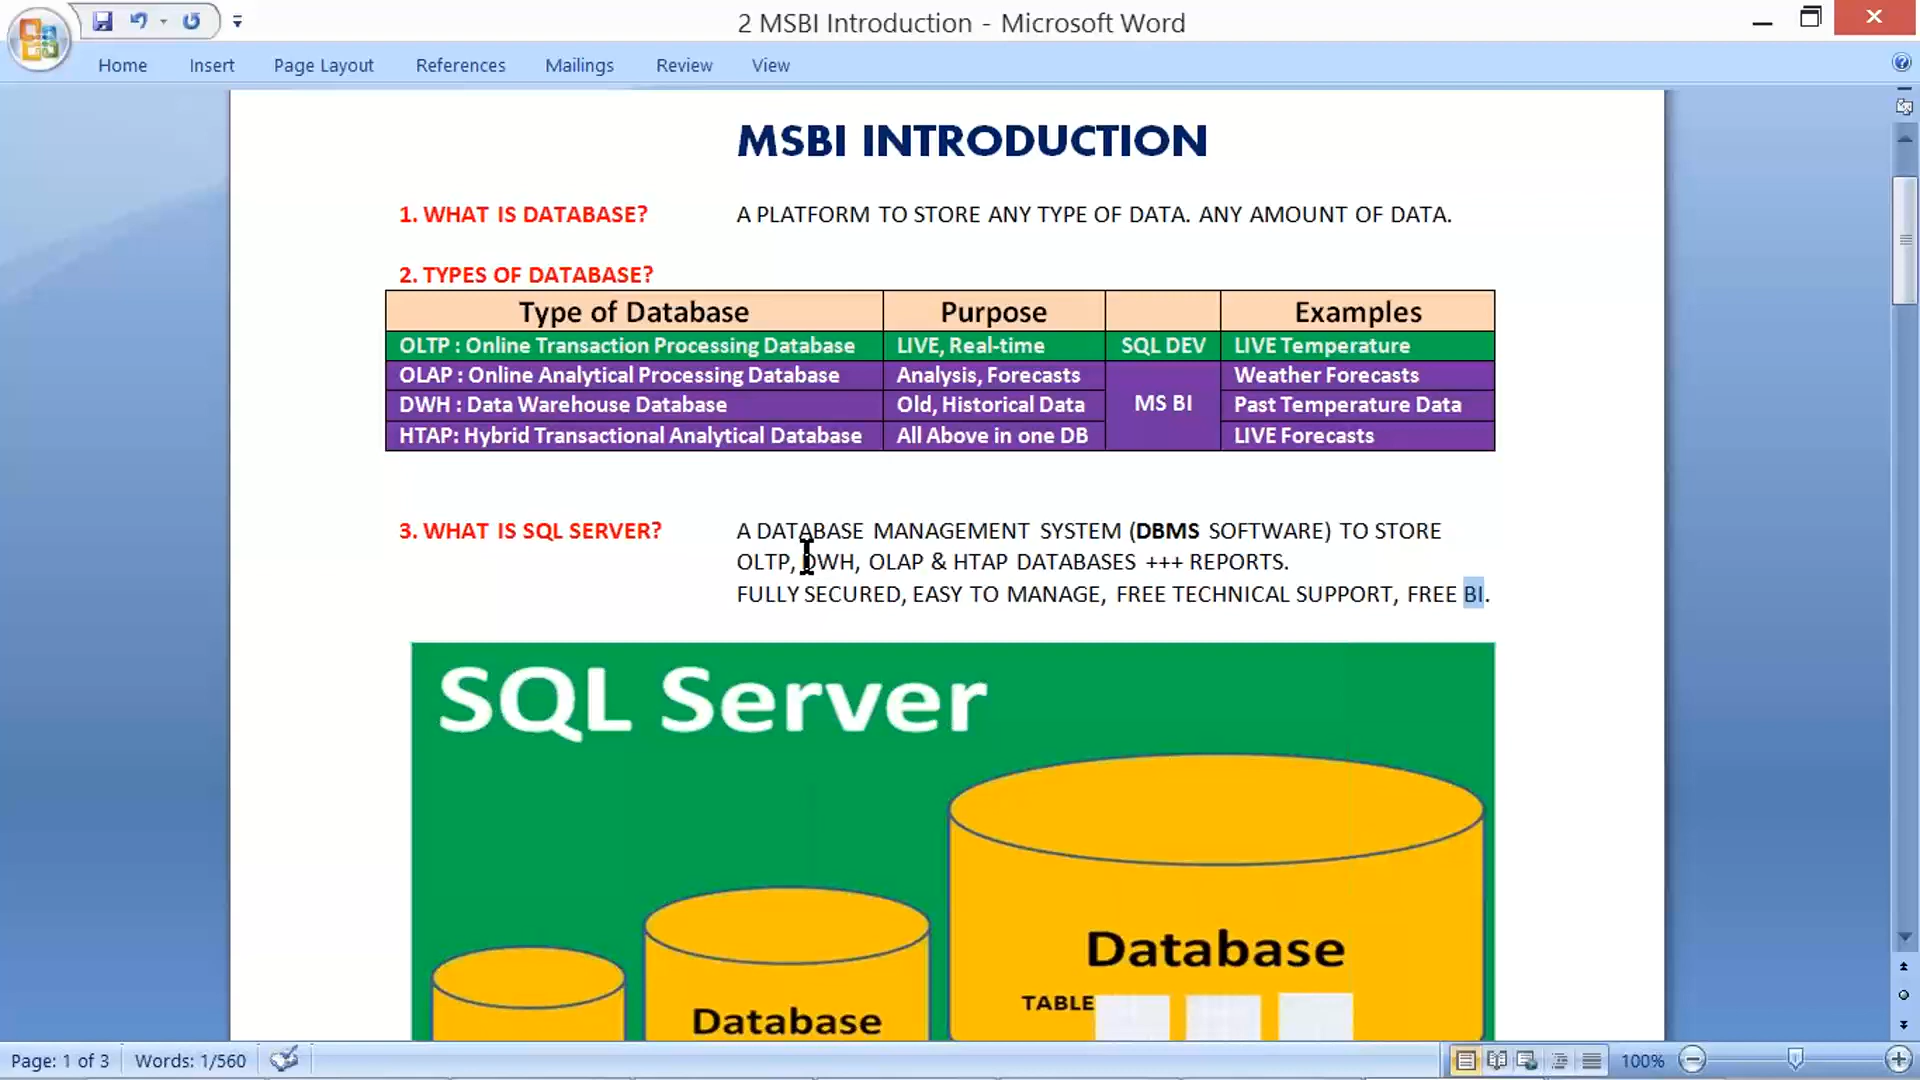 2 MSBI Introduction - Microsoft Word
Home Insert Page Layout References Mailings Review View
MSBI INTRODUCTION
1. WHAT IS DATABASE? A PLATFORM TO STORE ANY TYPE OF DATA. ANY AMOUNT OF DATA.
2. TYPES OF DATABASE?
Type of Database Purpose Examples
OLTP : Online Transaction Processing Database LIVE, Real-time SQL DEV LIVE Temperature
OLAP : Online Analytical Processing Database Analysis, Forecasts Weather Forecasts
DWH : Data Warehouse Database Old, Historical Data MS BI Past Temperature Data
HTAP: Hybrid Transactional Analytical Database All Above in one DB LIVE Forecasts
3. WHAT IS SQL SERVER? A DATABASE MANAGEMENT SYSTEM (DBMS SOFTWARE) TO STORE
OLTP, DWH, OLAP & HTAP DATABASES +++ REPORTS.
FULLY SECURED, EASY TO MANAGE, FREE TECHNICAL SUPPORT, FREE BI.
SQL Server
Database
TABLE
Database
Page: 1 of 3 Words: 1/560 100%